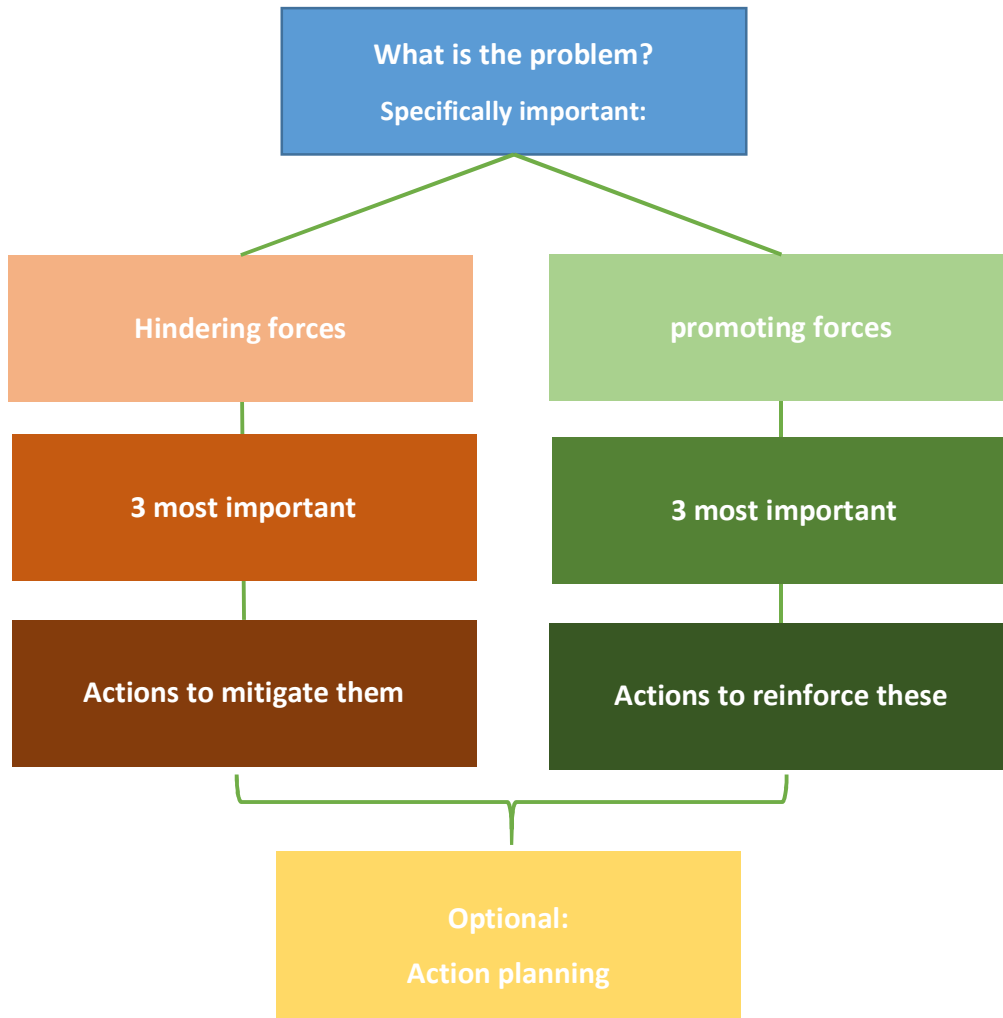 What is the problem?
Specifically important:
Hindering forces
promoting forces
3 most important
3 most important
Actions to mitigate them
Actions to reinforce these
Optional:
Action planning